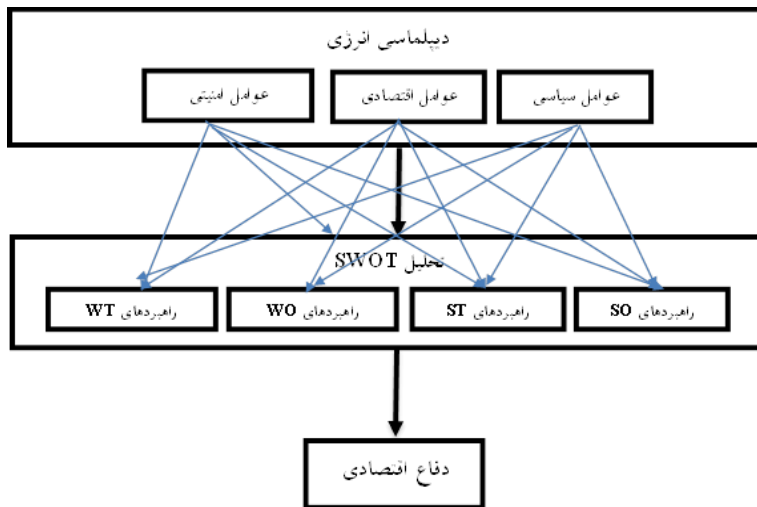 دیپلماسی انرژی
عوامل سیاسی
عوامل اقتصادی
عوامل امنیتی
تحلیل SWOT
راهبردهای SO
راهبردهای ST
راهبردهای WO
راهبردهای WT
دفاع اقتصادی